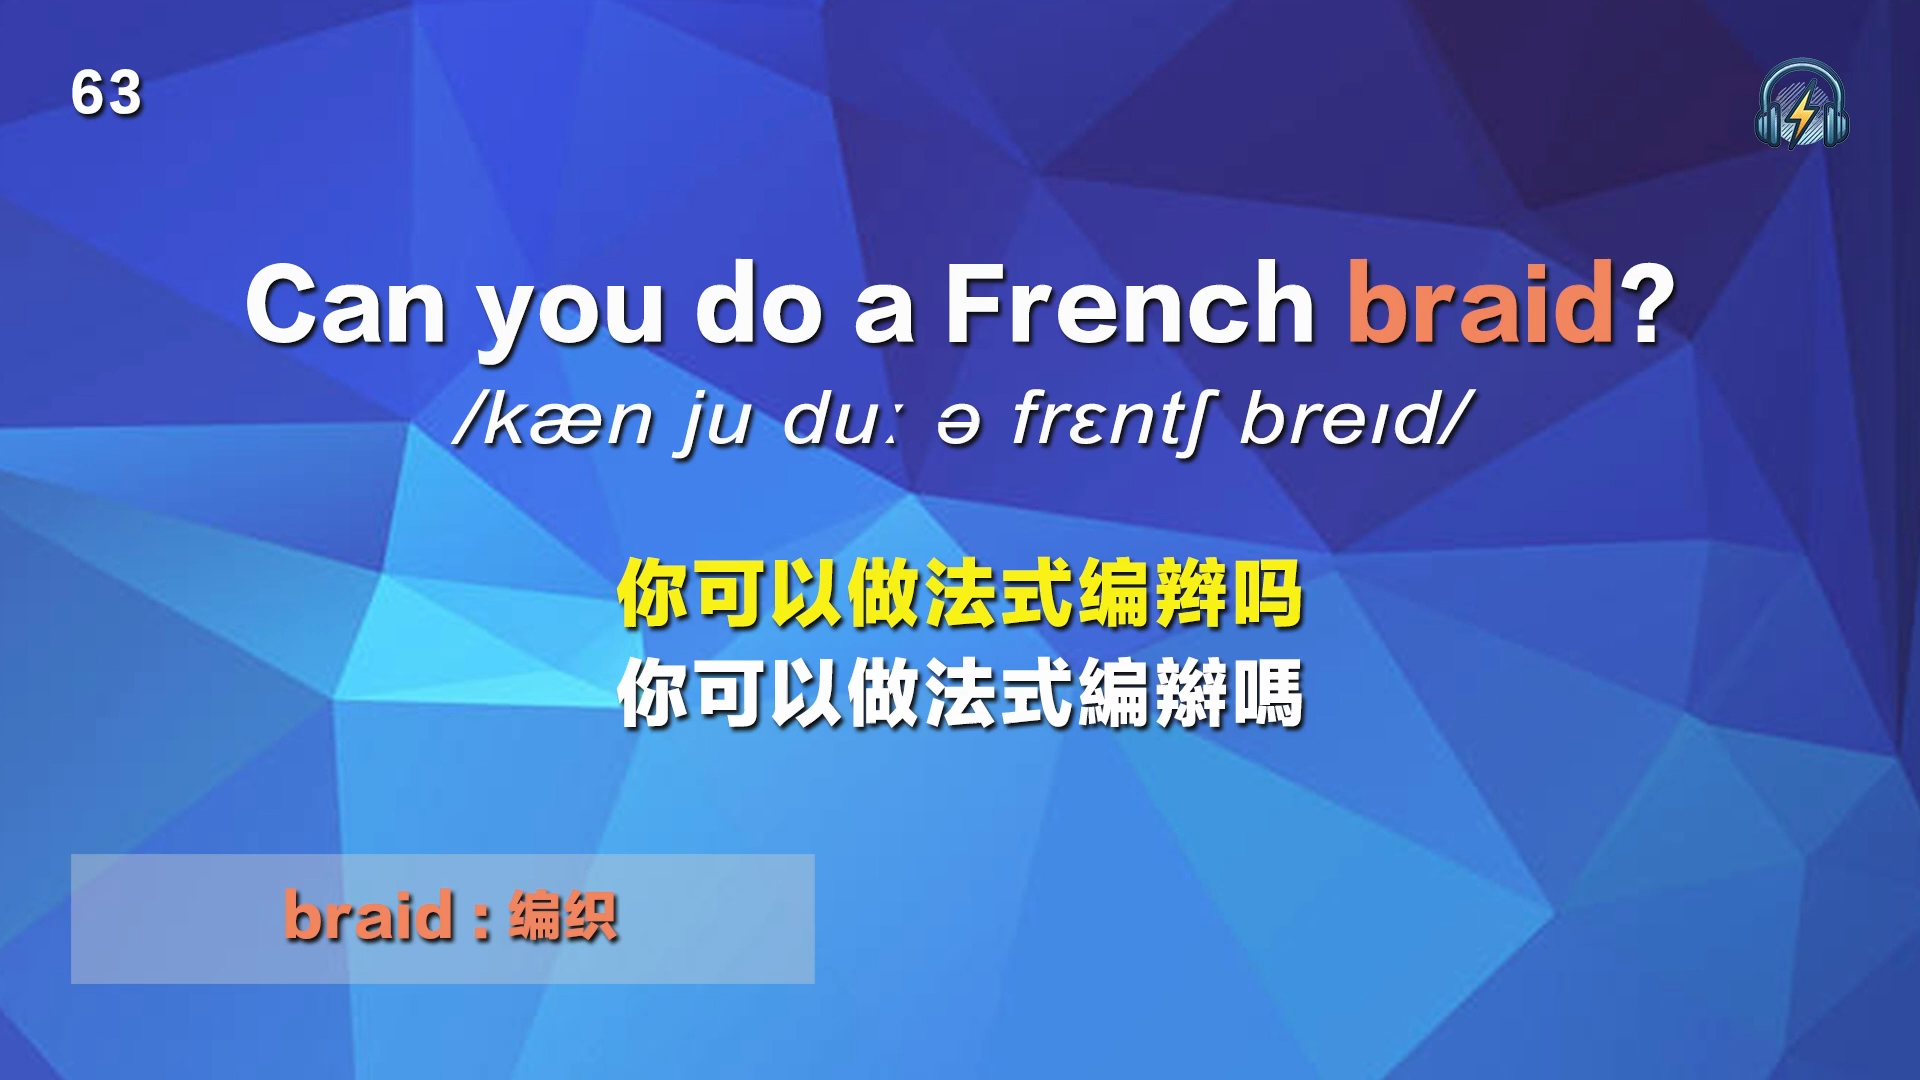 63
Can you do a French braid?
/kæn ju duː ə frɛntʃ breɪd/
你可以做法式编辫吗
你可以做法式編辮嗎
braid : 编织